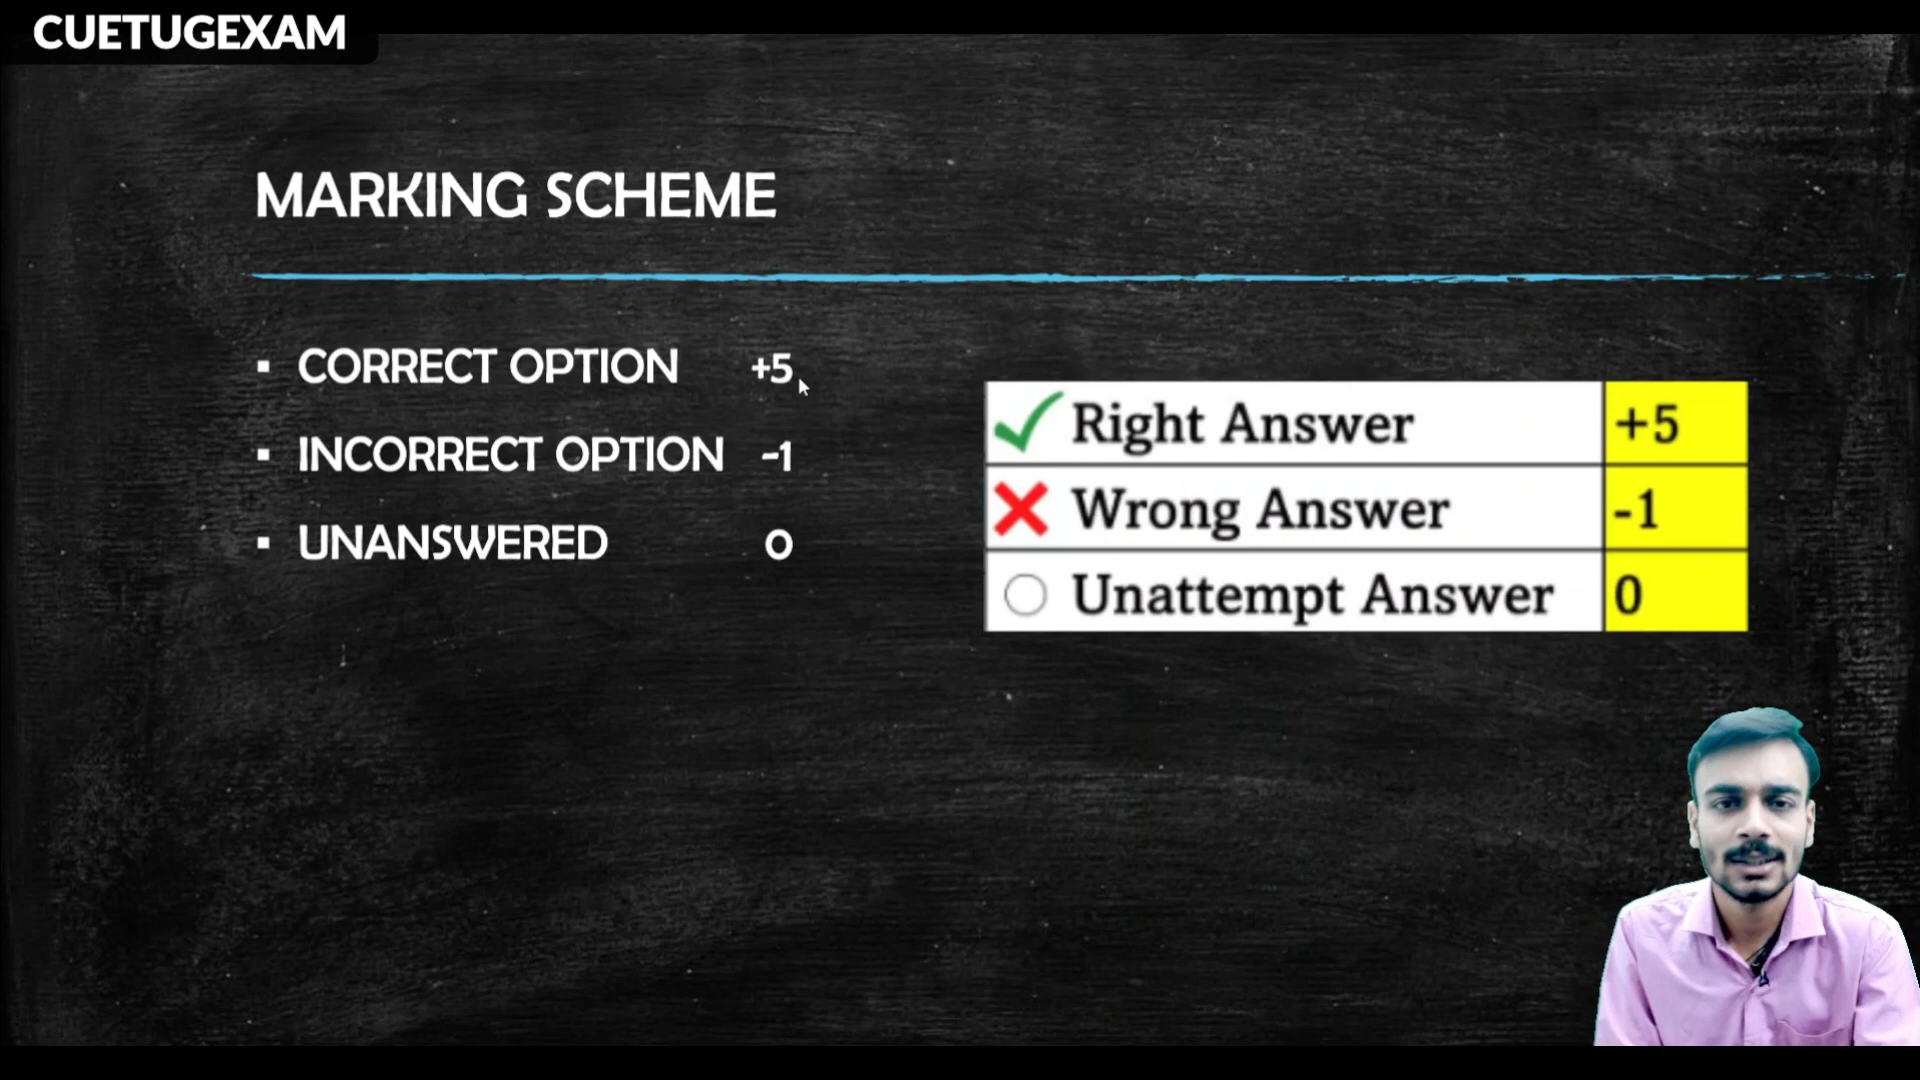 CUETUGEXAM
MARKING SCHEME
▪ CORRECT OPTION +5
▪ INCORRECT OPTION -1
▪ UNANSWERED 0
Right Answer +5
Wrong Answer -1
Unattempt Answer 0